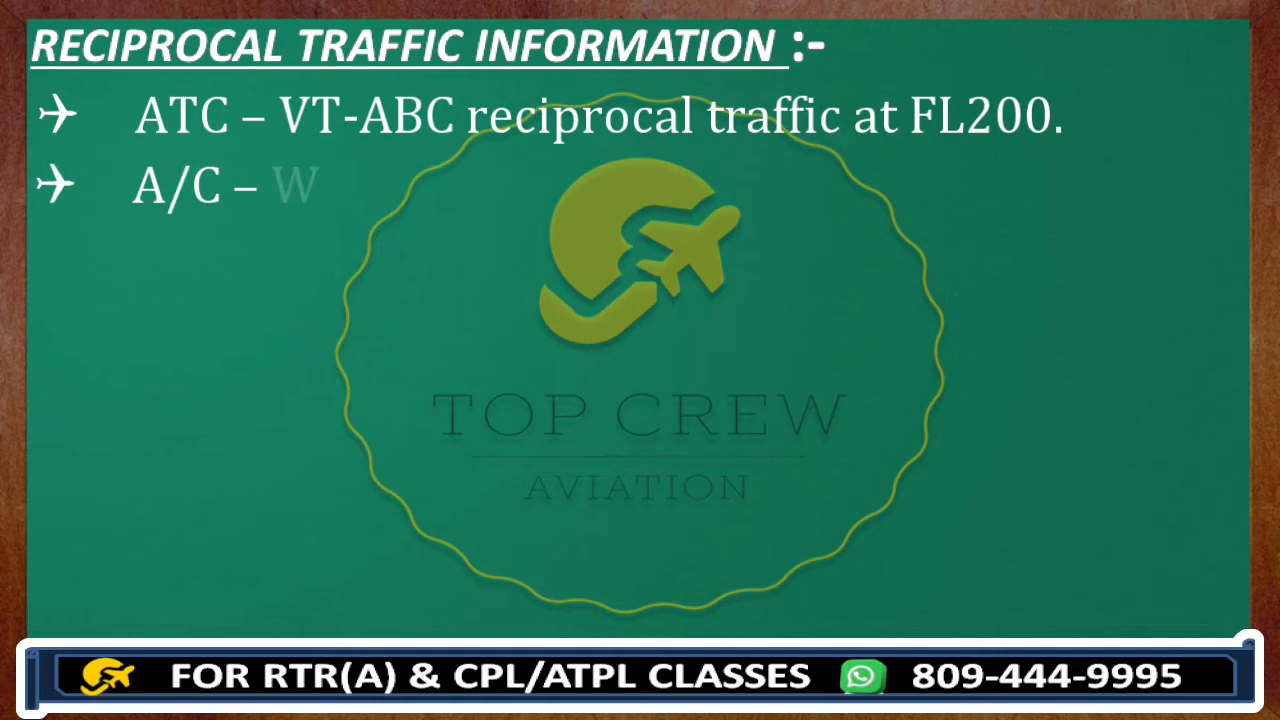 RECIPROCAL TRAFFIC INFORMATION :-
ATC – VT-ABC reciprocal traffic at FL200.
A/C – W
TOP CREW
AVIATION
FOR RTR(A) & CPL/ATPL CLASSES 809-444-9995